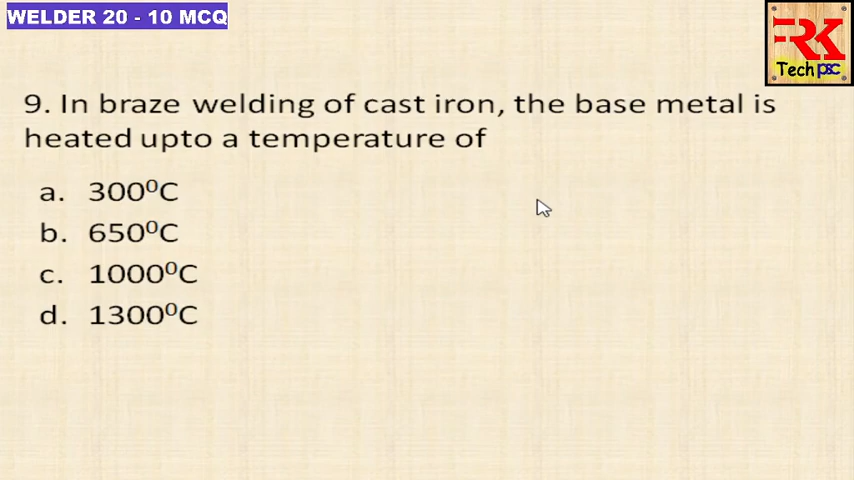 WELDER 20 - 10 MCQ
RK
Tech psc
9. In braze welding of cast iron, the base metal is
heated upto a temperature of
a. 300⁰C
b. 650⁰C
c. 1000⁰C
d. 1300⁰C